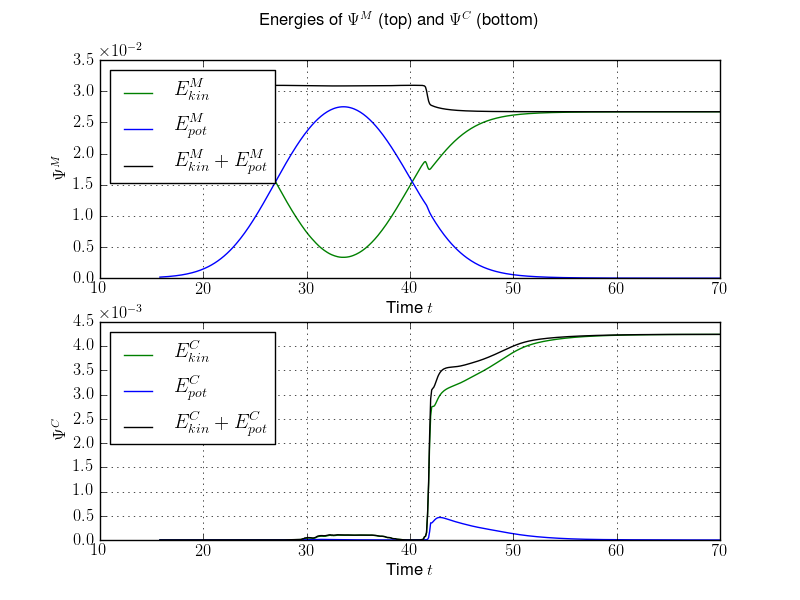 Energies of Ψ^M (top) and Ψ^C (bottom)
×10^−2
3.5
3.0
2.5
2.0
1.5
1.0
0.5
0.0
Ψ^M
E^M_kin
E^M_pot
E^M_kin + E^M_pot
10 20 30 40 50 60 70
Time t
×10^−3
4.5
4.0
3.5
3.0
2.5
2.0
1.5
1.0
0.5
0.0
Ψ^C
E^C_kin
E^C_pot
E^C_kin + E^C_pot
10 20 30 40 50 60 70
Time t